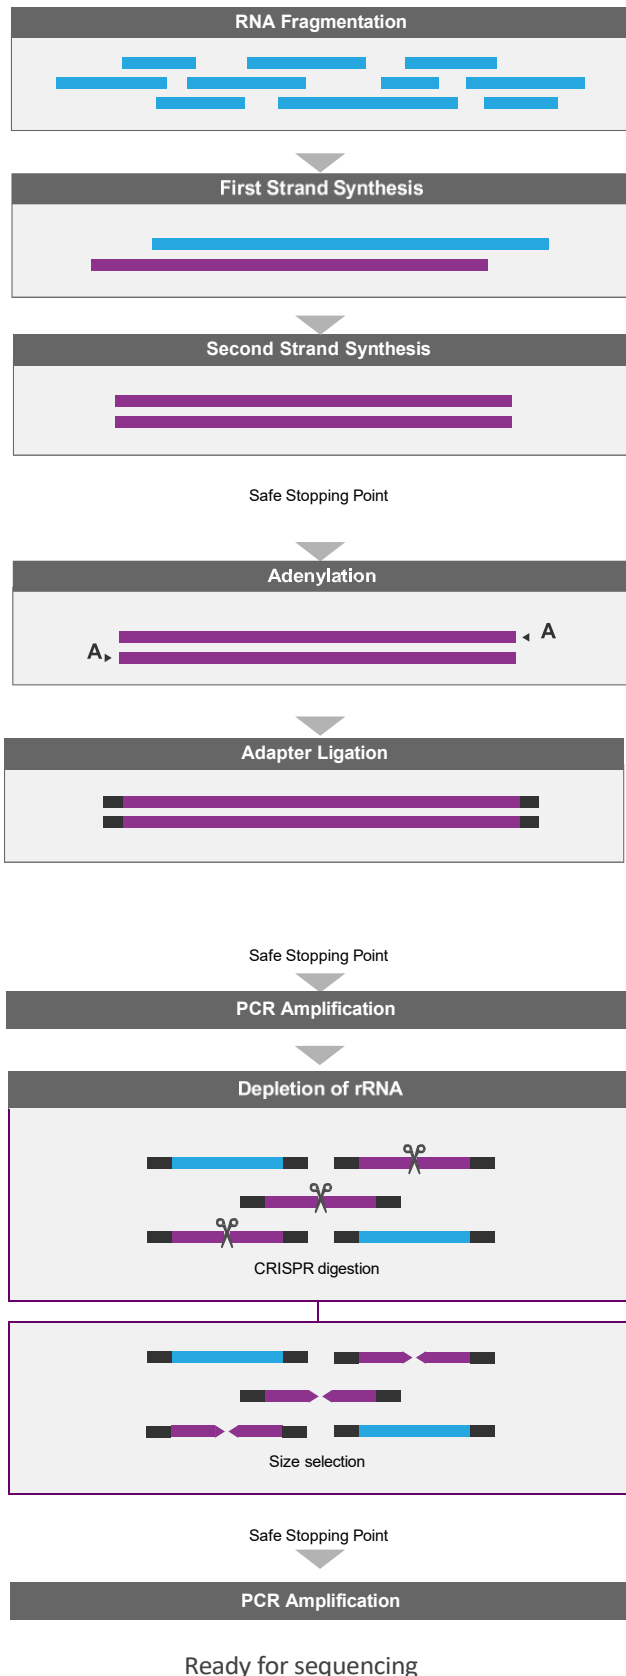 RNA Fragmentation
First Strand Synthesis
Second Strand Synthesis
Safe Stopping Point
Adenylation
A
A
Adapter Ligation
Safe Stopping Point
PCR Amplification
Depletion of rRNA
CRISPR digestion
Size selection
Safe Stopping Point
PCR Amplification
Ready for sequencing